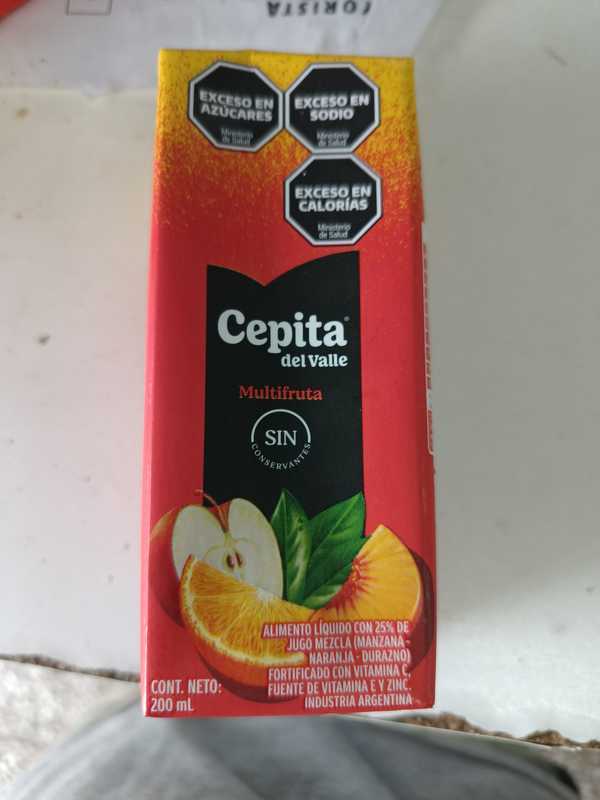 CORISTA
EXCESO EN
AZÚCARES
Ministerio
de Salud
EXCESO EN
SODIO
Ministerio
de Salud
EXCESO EN
CALORÍAS
Ministerio
de Salud
Cepita®
del Valle
Multifruta
SIN
CONSERVANTES
ALIMENTO LÍQUIDO CON 25% DE
JUGO MEZCLA (MANZANA -
NARANJA - DURAZNO)
FORTIFICADO CON VITAMINA C,
FUENTE DE VITAMINA E Y ZINC.
INDUSTRIA ARGENTINA
CONT. NETO:
200 mL